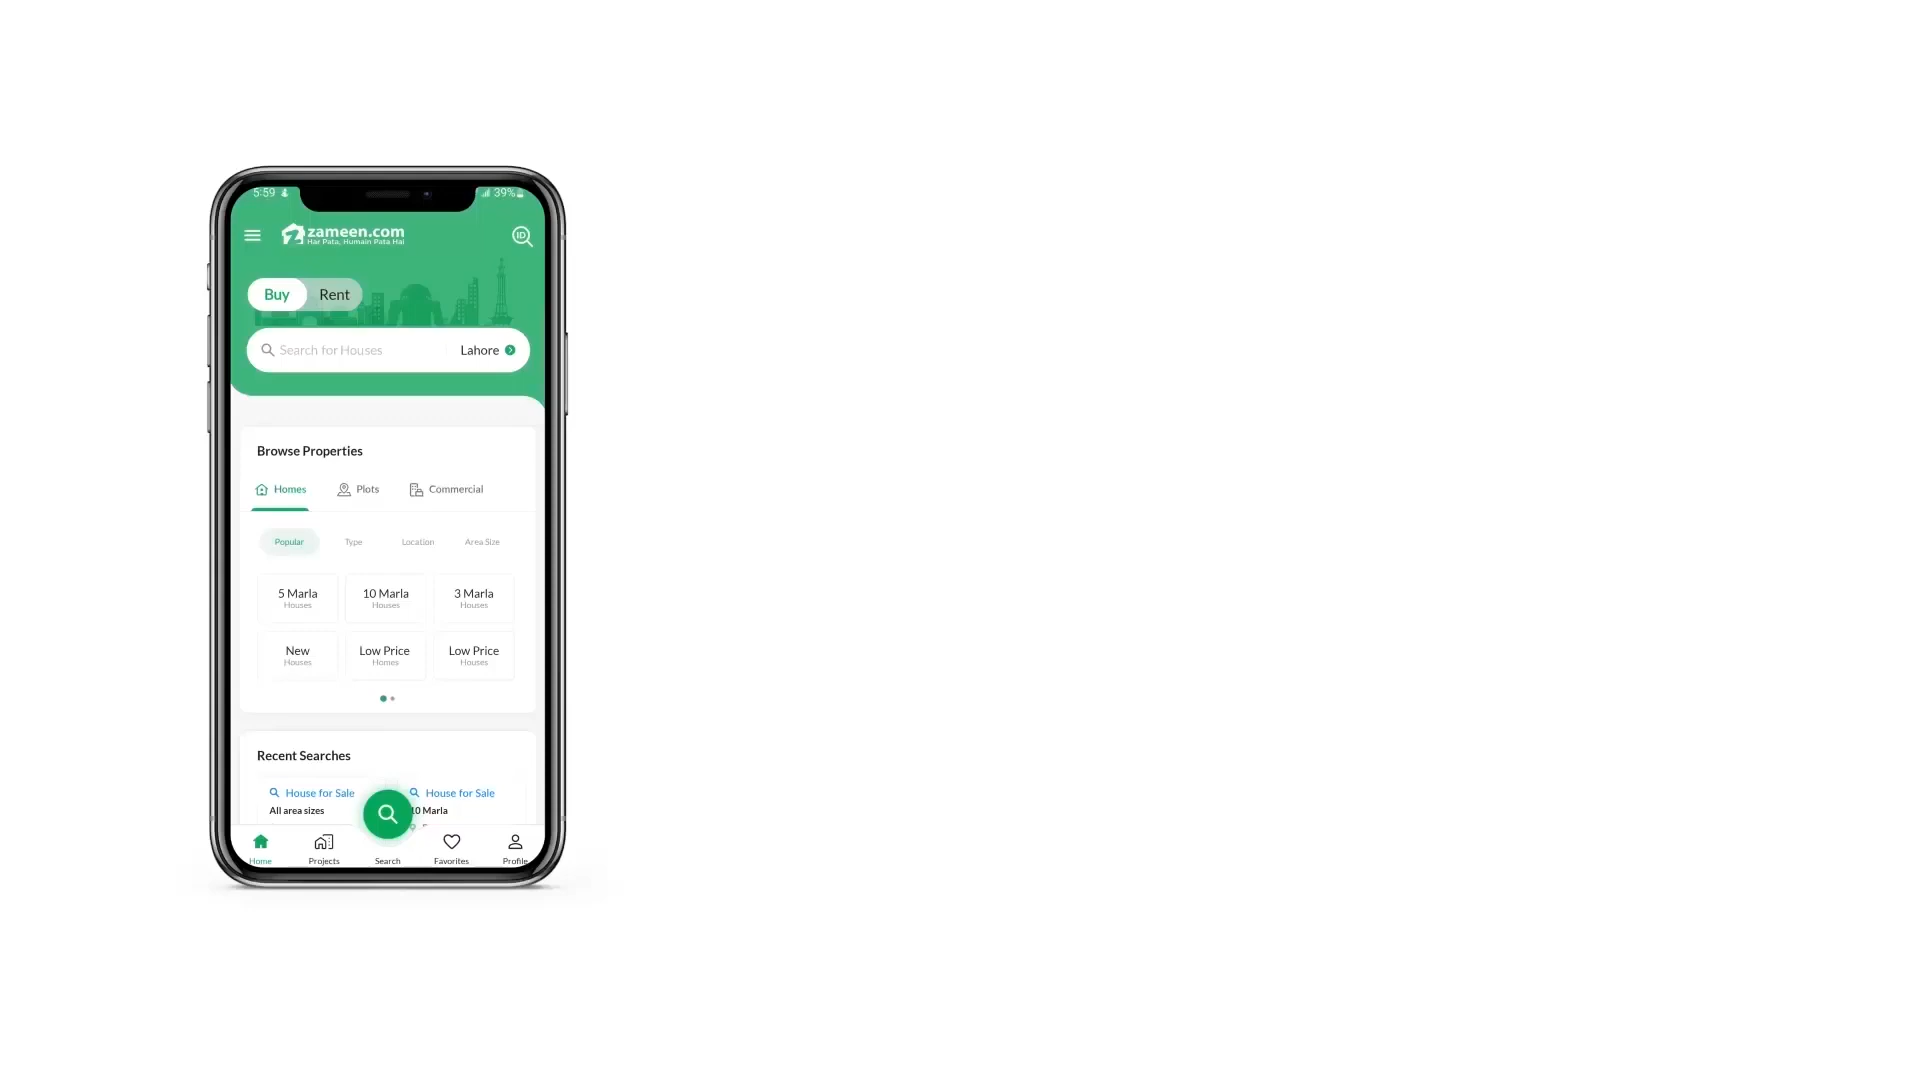 5:59 39%
zameen.com
Har Pata, Humain Pata Hai
ID
Buy Rent
Search for Houses Lahore
Browse Properties
Homes Plots Commercial
Popular Type Location Area Size
5 Marla 10 Marla 3 Marla
Houses Houses Houses
New Low Price Low Price
Houses Homes Houses
Recent Searches
House for Sale House for Sale
All area sizes 10 Marla
Home Projects Search Favorites Profile